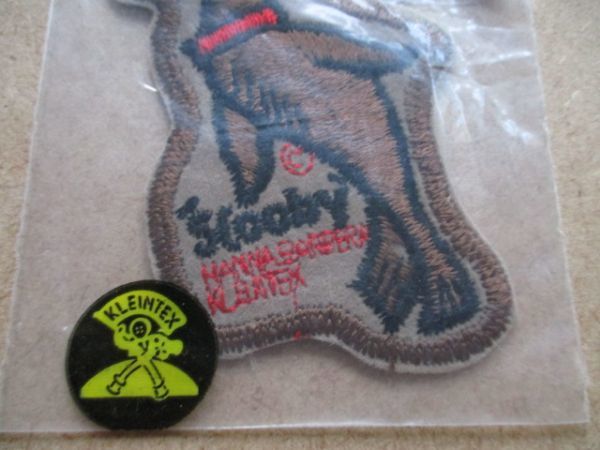 ©
"Scooby"
HANNA BARBERA
KLEINTEX
KLEINTEX